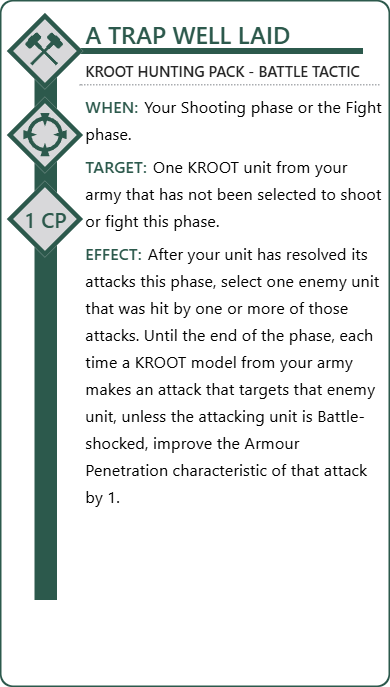 A TRAP WELL LAID
KROOT HUNTING PACK - BATTLE TACTIC
WHEN: Your Shooting phase or the Fight
phase.
TARGET: One KROOT unit from your
army that has not been selected to shoot
or fight this phase.
1 CP
EFFECT: After your unit has resolved its
attacks this phase, select one enemy unit
that was hit by one or more of those
attacks. Until the end of the phase, each
time a KROOT model from your army
makes an attack that targets that enemy
unit, unless the attacking unit is Battle-
shocked, improve the Armour
Penetration characteristic of that attack
by 1.